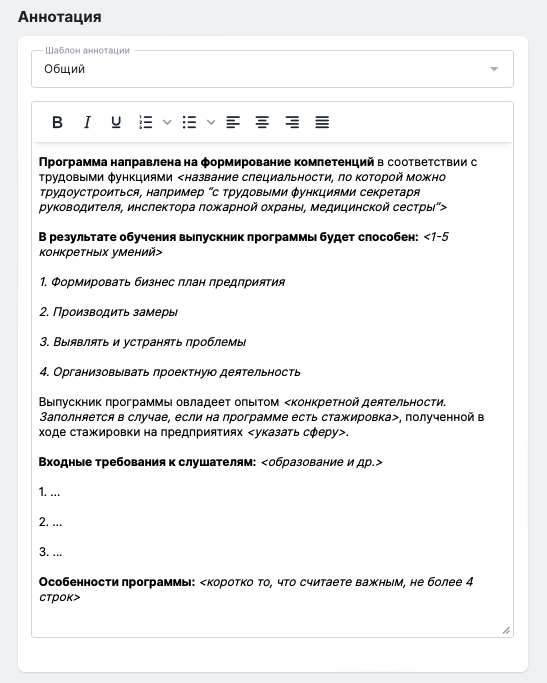 Аннотация
Шаблон аннотации
Общий
B I U
Программа направлена на формирование компетенций в соответствии с
трудовыми функциями <название специальности, по которой можно
трудоустроиться, например “с трудовыми функциями секретаря
руководителя, инспектора пожарной охраны, медицинской сестры”>
В результате обучения выпускник программы будет способен: <1-5
конкретных умений>
1. Формировать бизнес план предприятия
2. Производить замеры
3. Выявлять и устранять проблемы
4. Организовывать проектную деятельность
Выпускник программы овладеет опытом <конкретной деятельности.
Заполняется в случае, если на программе есть стажировка>, полученной в
ходе стажировки на предприятиях <указать сферу>.
Входные требования к слушателям: <образование и др.>
1. ...
2. ...
3. ...
Особенности программы: <коротко то, что считаете важным, не более 4
строк>